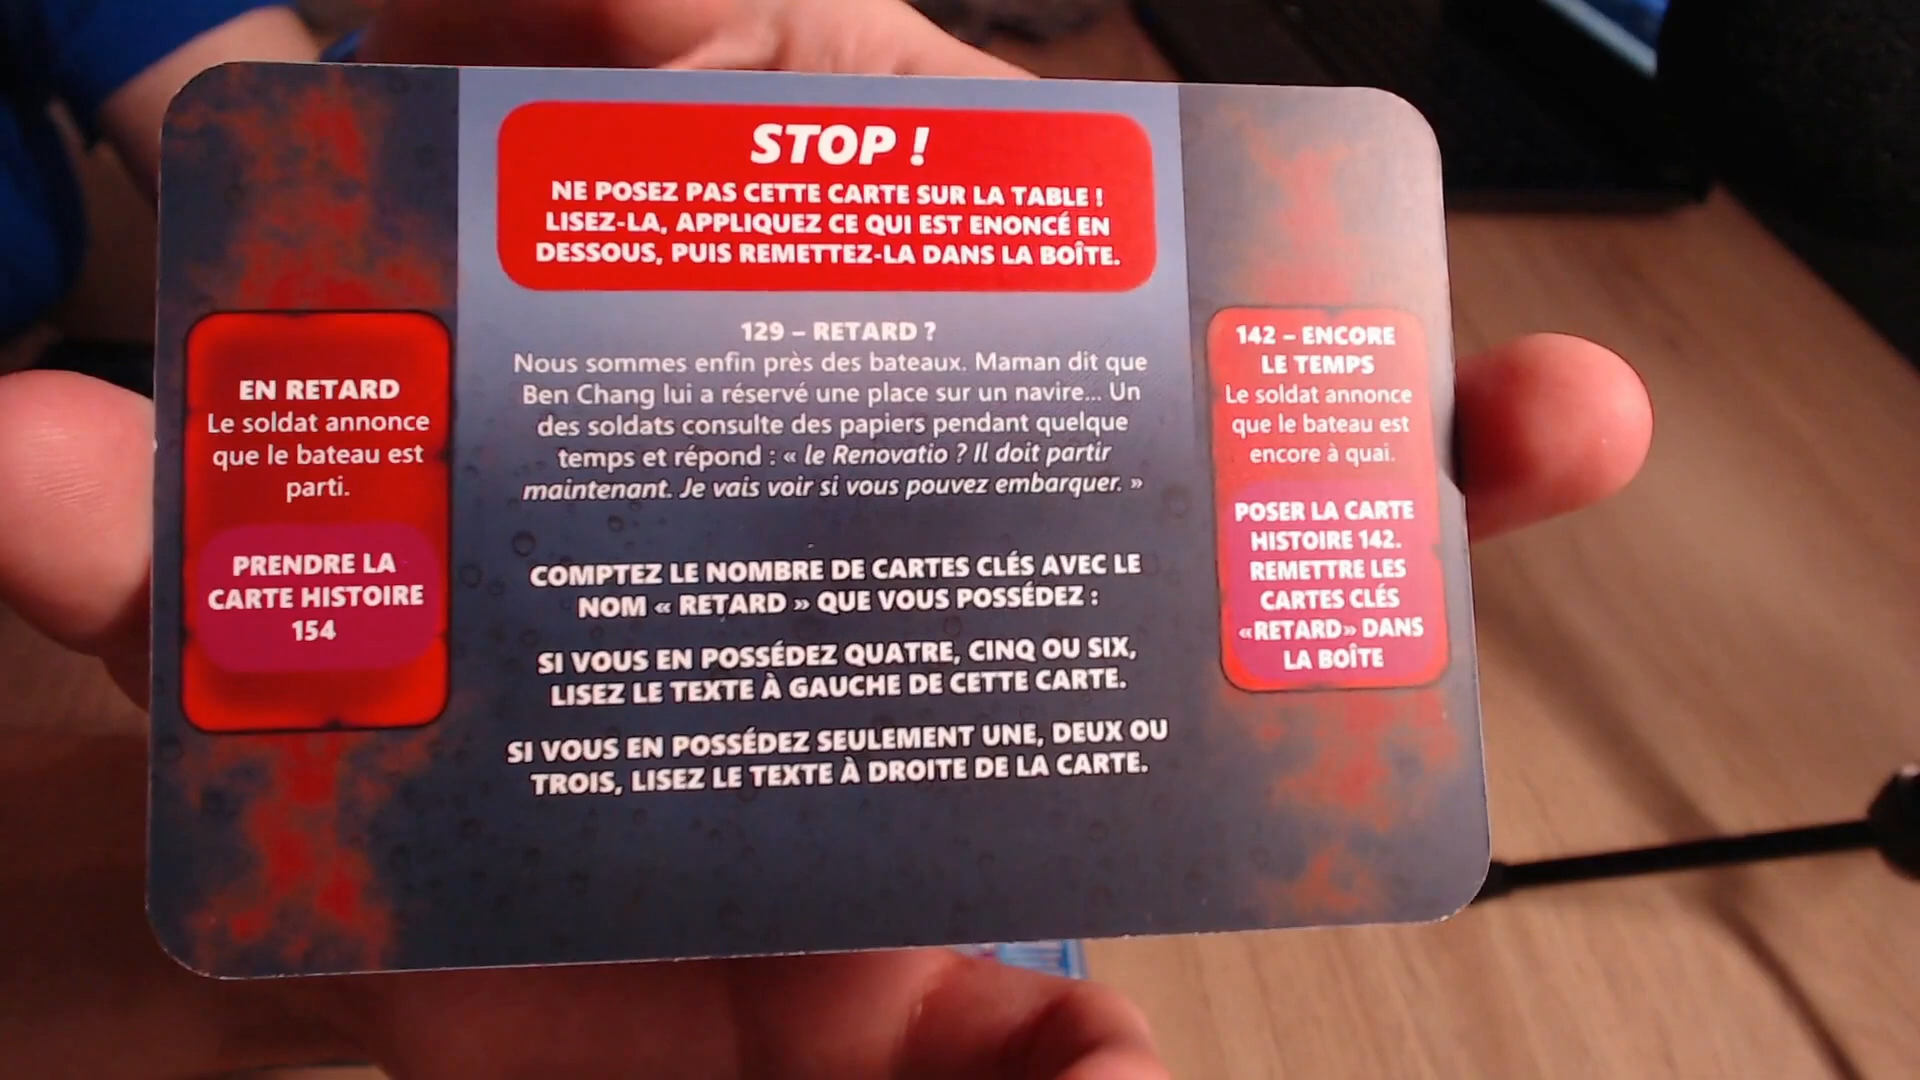 STOP !
NE POSEZ PAS CETTE CARTE SUR LA TABLE !
LISEZ-LA, APPLIQUEZ CE QUI EST ENONCÉ EN
DESSOUS, PUIS REMETTEZ-LA DANS LA BOÎTE.
EN RETARD
Le soldat annonce
que le bateau est
parti.
PRENDRE LA
CARTE HISTOIRE
154
129 – RETARD ?
Nous sommes enfin près des bateaux. Maman dit que
Ben Chang lui a réservé une place sur un navire... Un
des soldats consulte des papiers pendant quelque
temps et répond : « le Renovatio ? Il doit partir
maintenant. Je vais voir si vous pouvez embarquer. »
COMPTEZ LE NOMBRE DE CARTES CLÉS AVEC LE
NOM « RETARD » QUE VOUS POSSÉDEZ :
SI VOUS EN POSSÉDEZ QUATRE, CINQ OU SIX,
LISEZ LE TEXTE À GAUCHE DE CETTE CARTE.
SI VOUS EN POSSÉDEZ SEULEMENT UNE, DEUX OU
TROIS, LISEZ LE TEXTE À DROITE DE LA CARTE.
142 – ENCORE
LE TEMPS
Le soldat annonce
que le bateau est
encore à quai.
POSER LA CARTE
HISTOIRE 142.
REMETTRE LES
CARTES CLÉS
«RETARD» DANS
LA BOÎTE